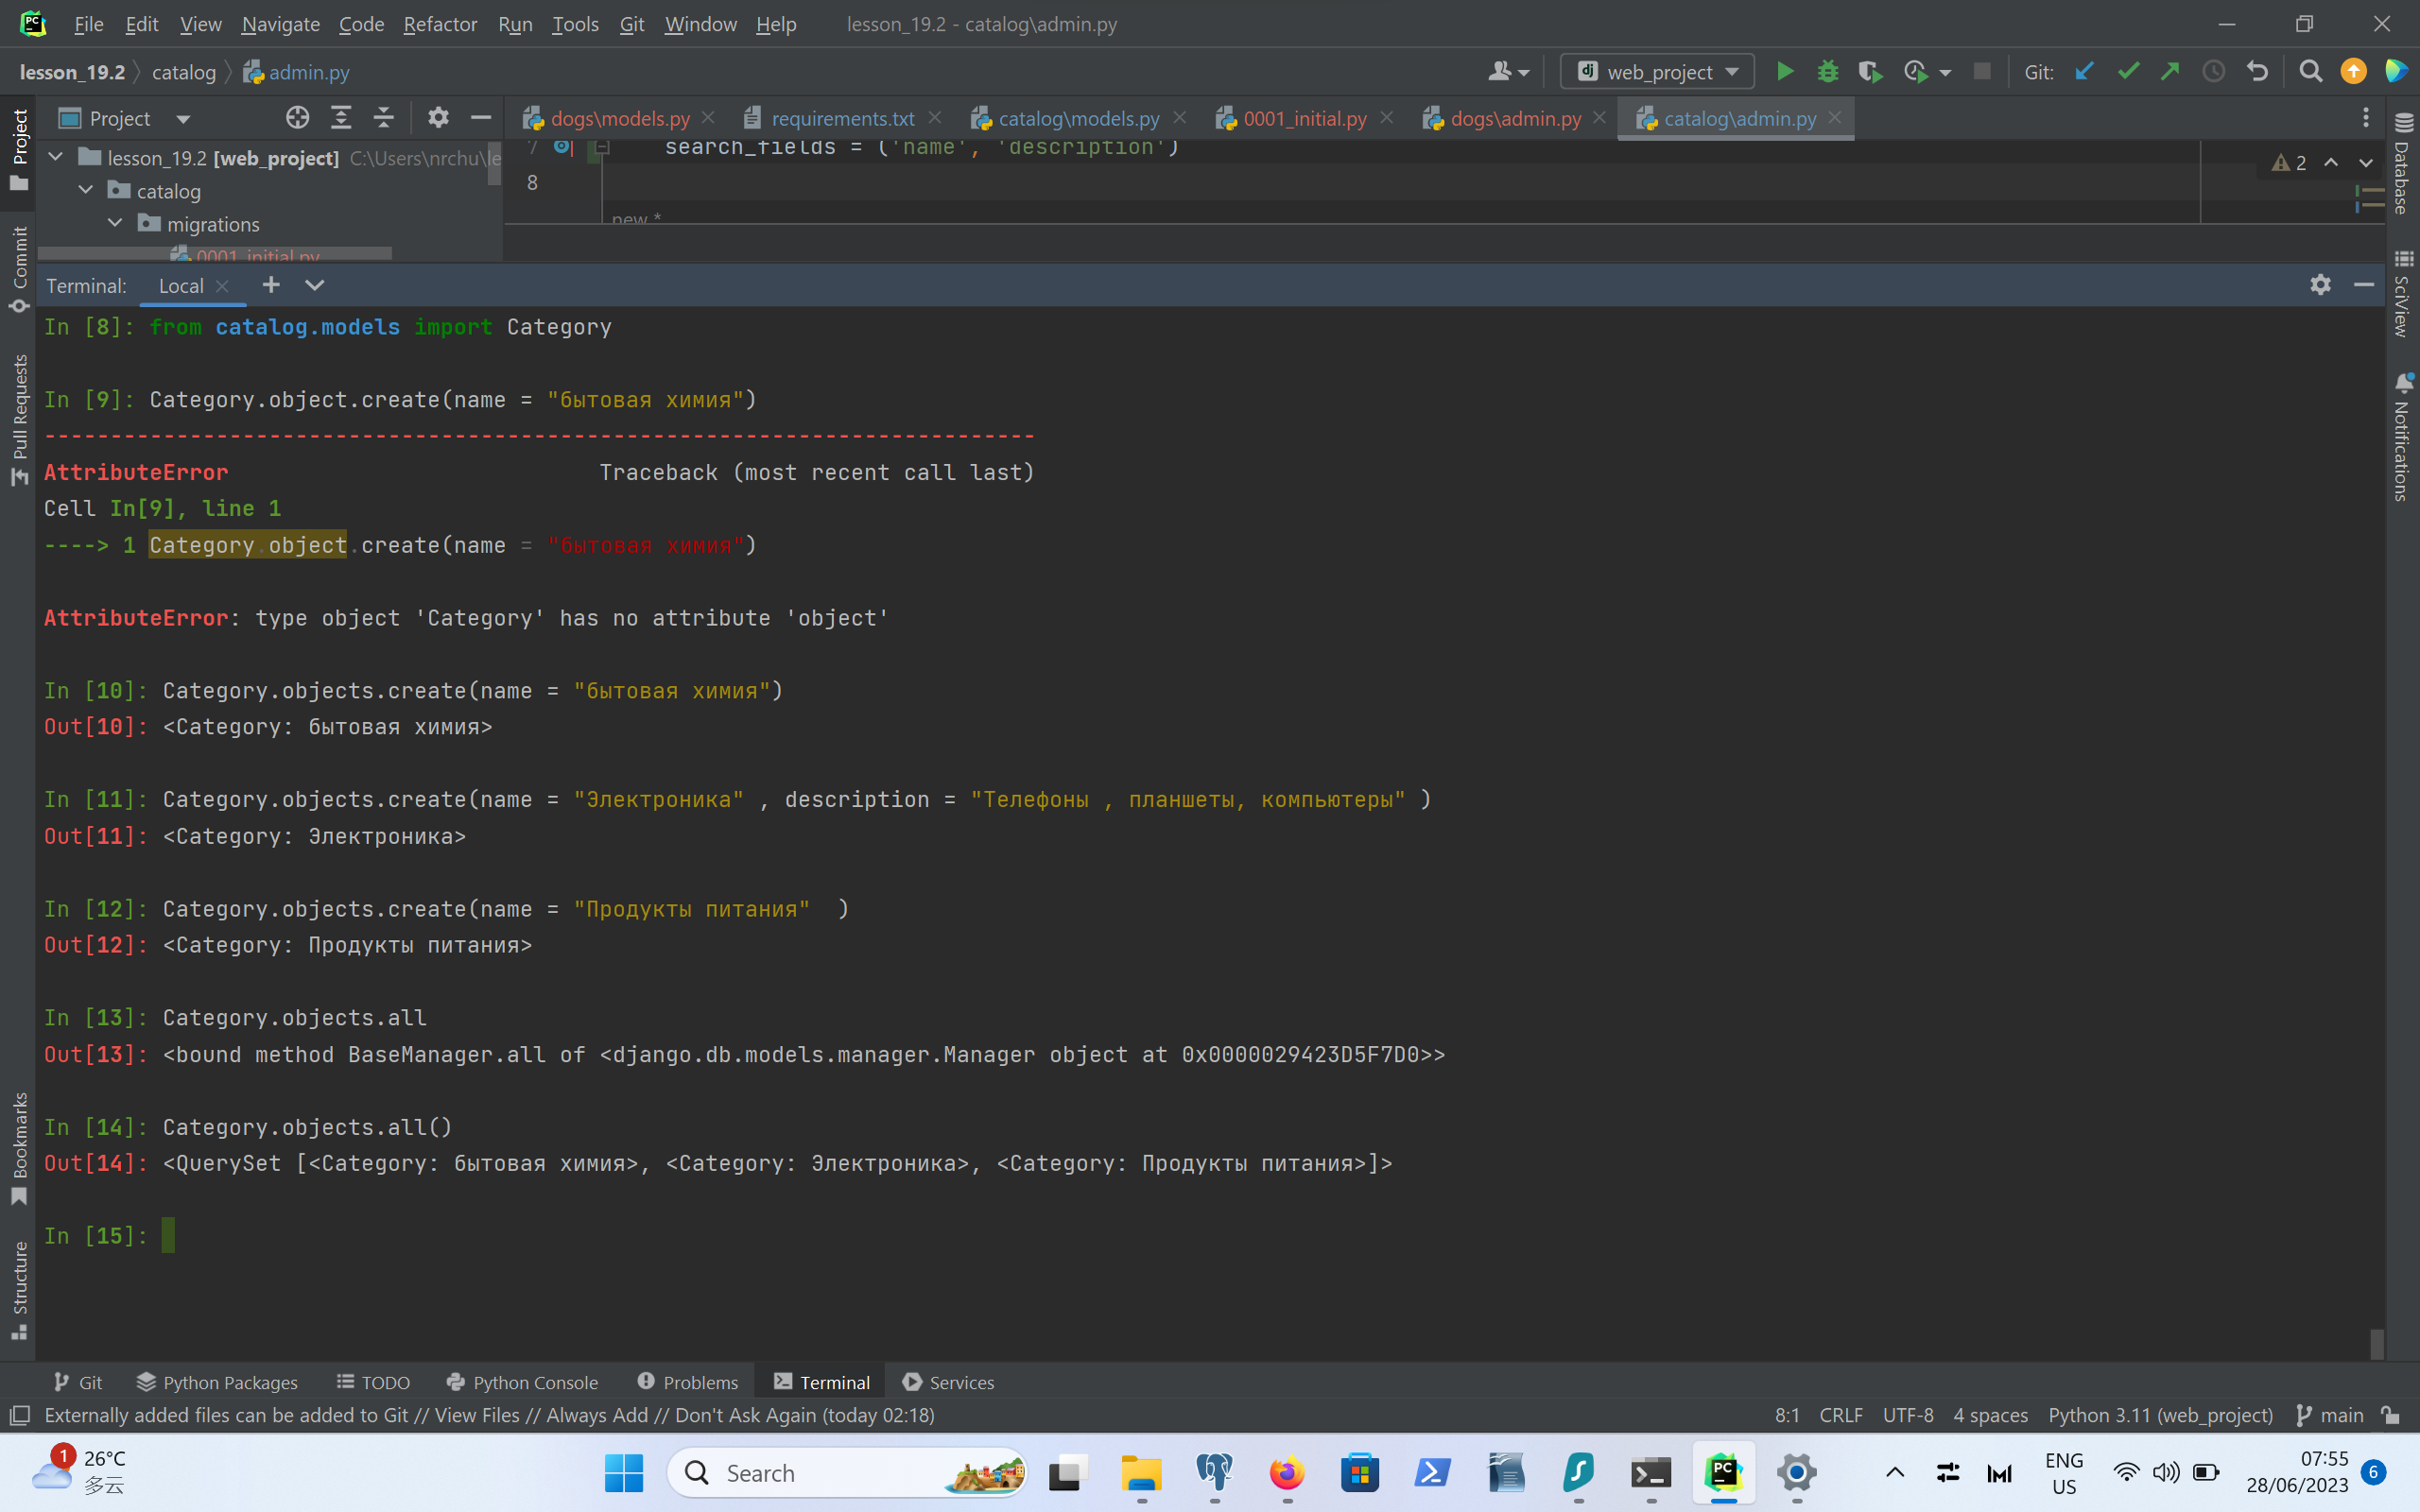 File Edit View Navigate Code Refactor Run Tools Git Window Help lesson_19.2 - catalog\admin.py
lesson_19.2 catalog admin.py web_project Git:
Project dogs\models.py requirements.txt catalog\models.py 0001_initial.py dogs\admin.py catalog\admin.py
lesson_19.2 [web_project] C:\Users\nrchu\le
catalog
migrations
0001_initial.py
7 search_fields = ('name', 'description')
8
new *
2
Project
Commit
Pull Requests
Bookmarks
Structure
Database
SciView
Notifications
Terminal: Local
In [8]: from catalog.models import Category
In [9]: Category.object.create(name = "бытовая химия")
---------------------------------------------------------------------------
AttributeError Traceback (most recent call last)
Cell In[9], line 1
----> 1 Category.object.create(name = "бытовая химия")
AttributeError: type object 'Category' has no attribute 'object'
In [10]: Category.objects.create(name = "бытовая химия")
Out[10]: <Category: бытовая химия>
In [11]: Category.objects.create(name = "Электроника" , description = "Телефоны , планшеты, компьютеры" )
Out[11]: <Category: Электроника>
In [12]: Category.objects.create(name = "Продукты питания"  )
Out[12]: <Category: Продукты питания>
In [13]: Category.objects.all
Out[13]: <bound method BaseManager.all of <django.db.models.manager.Manager object at 0x0000029423D5F7D0>>
In [14]: Category.objects.all()
Out[14]: <QuerySet [<Category: бытовая химия>, <Category: Электроника>, <Category: Продукты питания>]>
In [15]:
Git Python Packages TODO Python Console Problems Terminal Services
Externally added files can be added to Git // View Files // Always Add // Don't Ask Again (today 02:18) 8:1 CRLF UTF-8 4 spaces Python 3.11 (web_project) main
1 26°C
多云
Search
ENG
US
07:55
28/06/2023
6